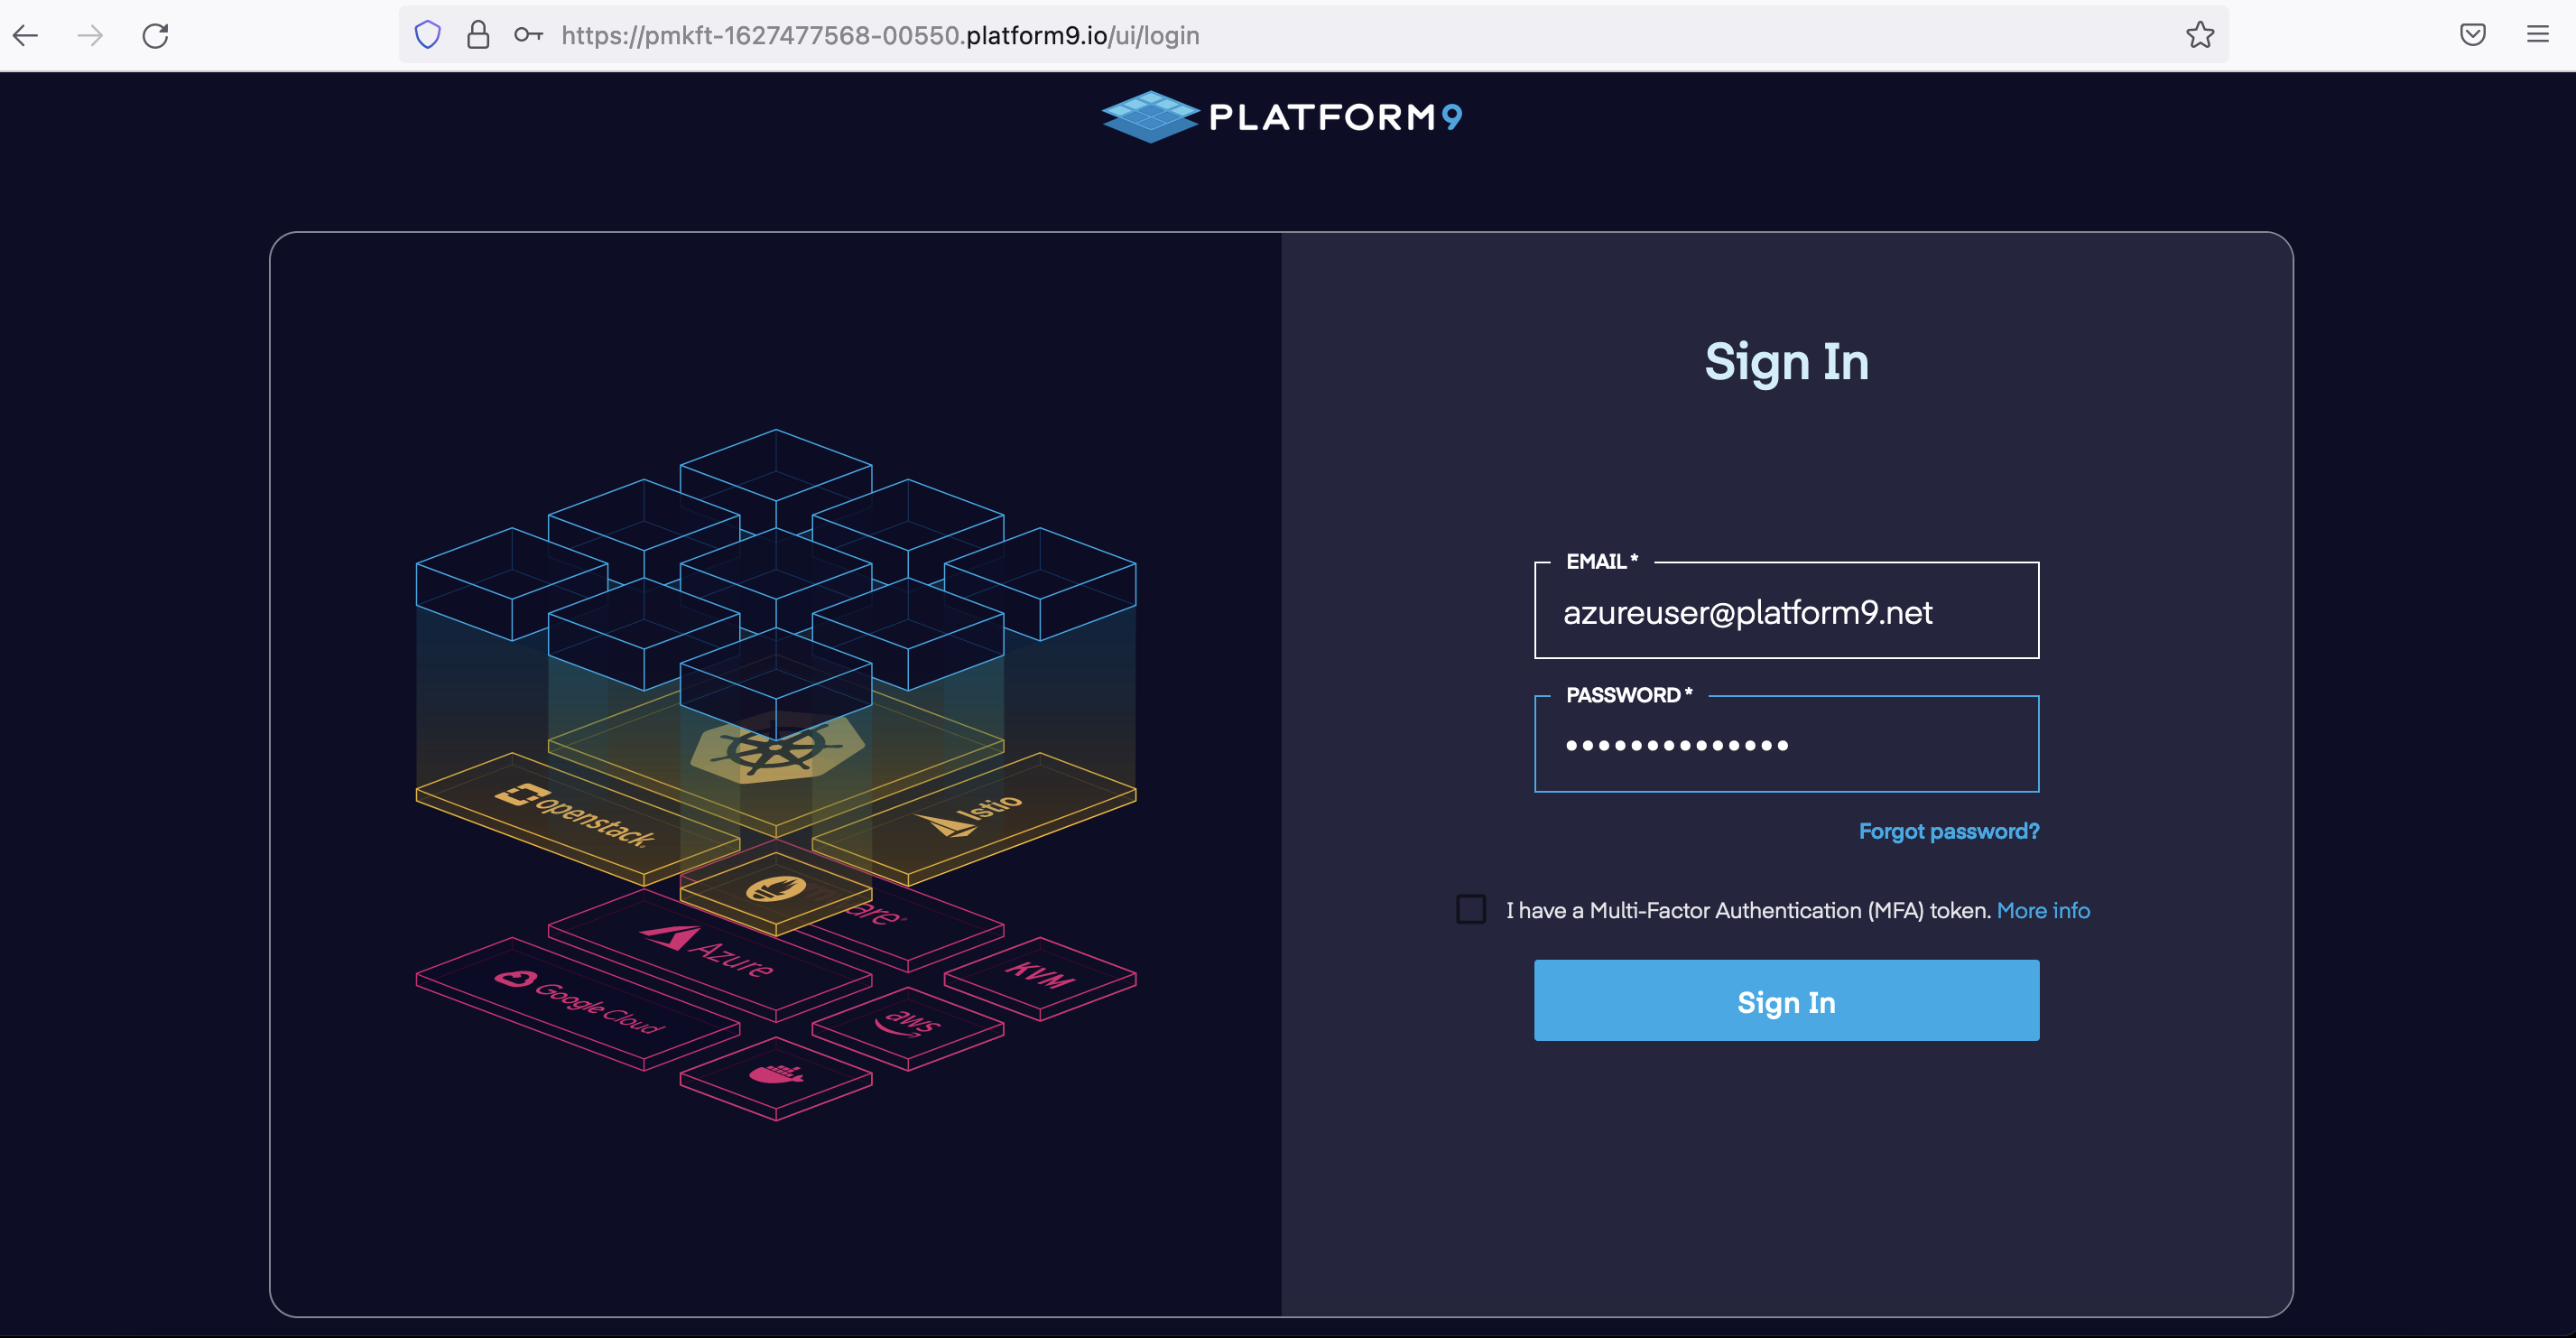 https://pmkft-1627477568-00550.platform9.io/ui/login
PLATFORM9
Sign In
EMAIL *
azureuser@platform9.net
PASSWORD *
Forgot password?
I have a Multi-Factor Authentication (MFA) token. More info
Sign In
openstack.
Istio
Azure
KVM
Google Cloud
aws